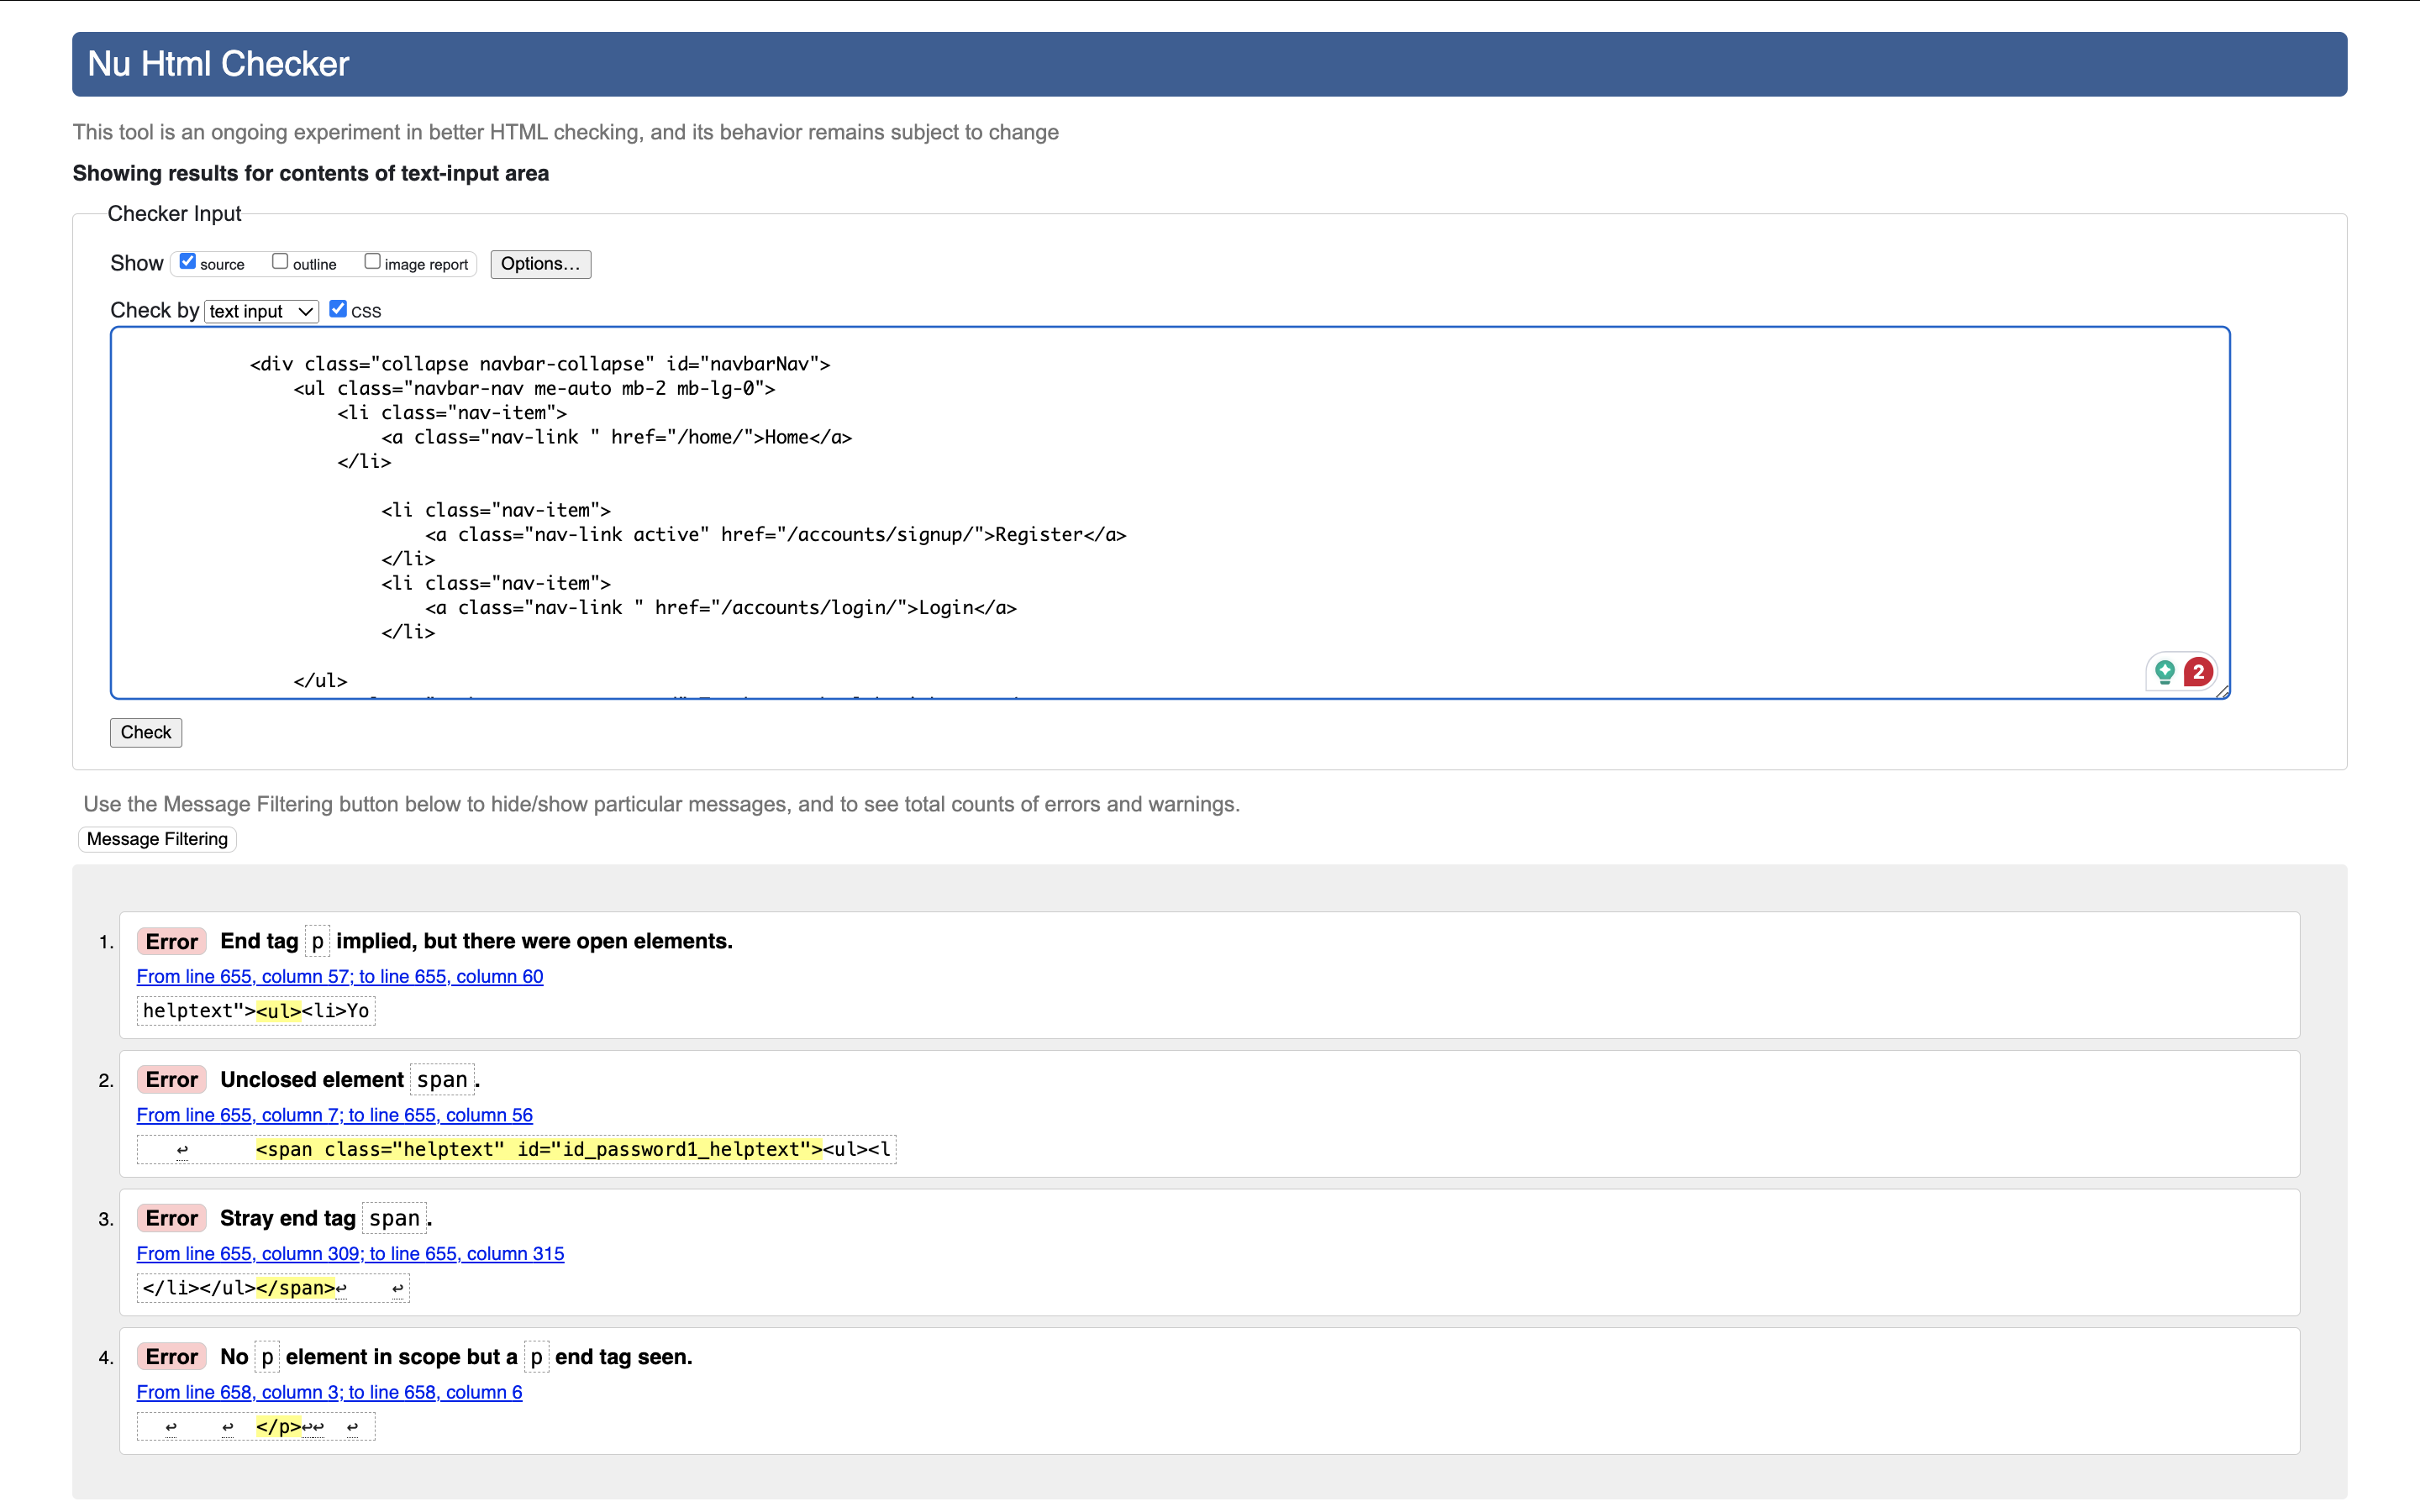 Nu Html Checker
This tool is an ongoing experiment in better HTML checking, and its behavior remains subject to change
Showing results for contents of text-input area
Checker Input
Show source outline image report Options...
Check by text input CSS
<div class="collapse navbar-collapse" id="navbarNav">
<ul class="navbar-nav me-auto mb-2 mb-lg-0">
<li class="nav-item">
<a class="nav-link " href="/home/">Home</a>
</li>
<li class="nav-item">
<a class="nav-link active" href="/accounts/signup/">Register</a>
</li>
<li class="nav-item">
<a class="nav-link " href="/accounts/login/">Login</a>
</li>
</ul>
2
Check
Use the Message Filtering button below to hide/show particular messages, and to see total counts of errors and warnings.
Message Filtering
1. Error End tag p implied, but there were open elements.
From line 655, column 57; to line 655, column 60
helptext"><ul><li>Yo
2. Error Unclosed element span.
From line 655, column 7; to line 655, column 56
↩ <span class="helptext" id="id_password1_helptext"><ul><l
3. Error Stray end tag span.
From line 655, column 309; to line 655, column 315
</li></ul></span>↩ ↩
4. Error No p element in scope but a p end tag seen.
From line 658, column 3; to line 658, column 6
↩ ↩ </p>↩↩ ↩